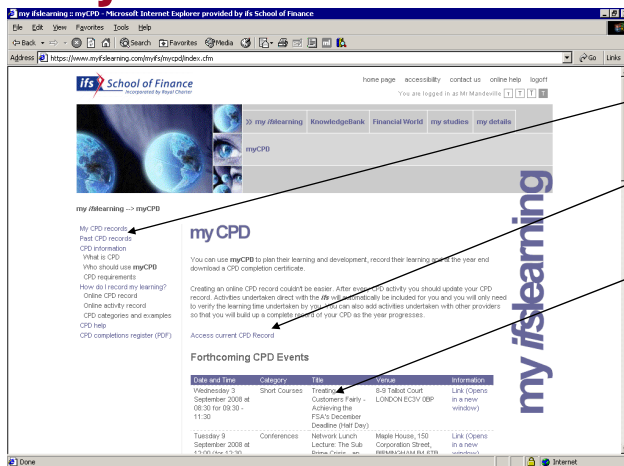 my ifslearning :: myCPD - Microsoft Internet Explorer provided by ifs School of Finance
File Edit View Favorites Tools Help
Back Search Favorites Media
Address https://www.myifslearning.com/myifs/mycpd/index.cfm Go Links
ifs School of Finance
Incorporated by Royal Charter
home page accessibility contact us online help logoff
You are logged in as Mr Mandeville T T T T
>> my ifslearning KnowledgeBank Financial World my studies my details
myCPD
my ifslearning --> myCPD
My CPD records
Past CPD records
CPD information
What is CPD
Who should use myCPD
CPD requirements
How do I record my learning?
Online CPD record
Online activity record
CPD categories and examples
CPD help
CPD completions register (PDF)
my CPD
You can use myCPD to plan their learning and development, record their learning and at the year end
download a CPD completion certificate.
Creating an online CPD record couldn't be easier. After every CPD activity you should update your CPD
record. Activities undertaken direct with the ifs will automatically be included for you and you will only need
to verify the learning time undertaken by you. You can also add activities undertaken with other providers
so that you will build up a complete record of your CPD as the year progresses.
Access current CPD Record
Forthcoming CPD Events
Date and Time Category Title Venue Information
Wednesday 3 Short Courses Treating 8-9 Talbot Court Link (Opens
September 2008 at Customers Fairly - LONDON EC3V 0BP in a new
08:30 for 09:30 - Achieving the window)
11:30 FSA's December
Deadline (Half Day)
Tuesday 9 Conferences Network Lunch Maple House, 150 Link (Opens
September 2008 at Lecture: The Sub Corporation Street, in a new
12:00 (for 12:30 Prime Crisis - an BIRMINGHAM B4 6TB window)
my ifslearning
Done Internet